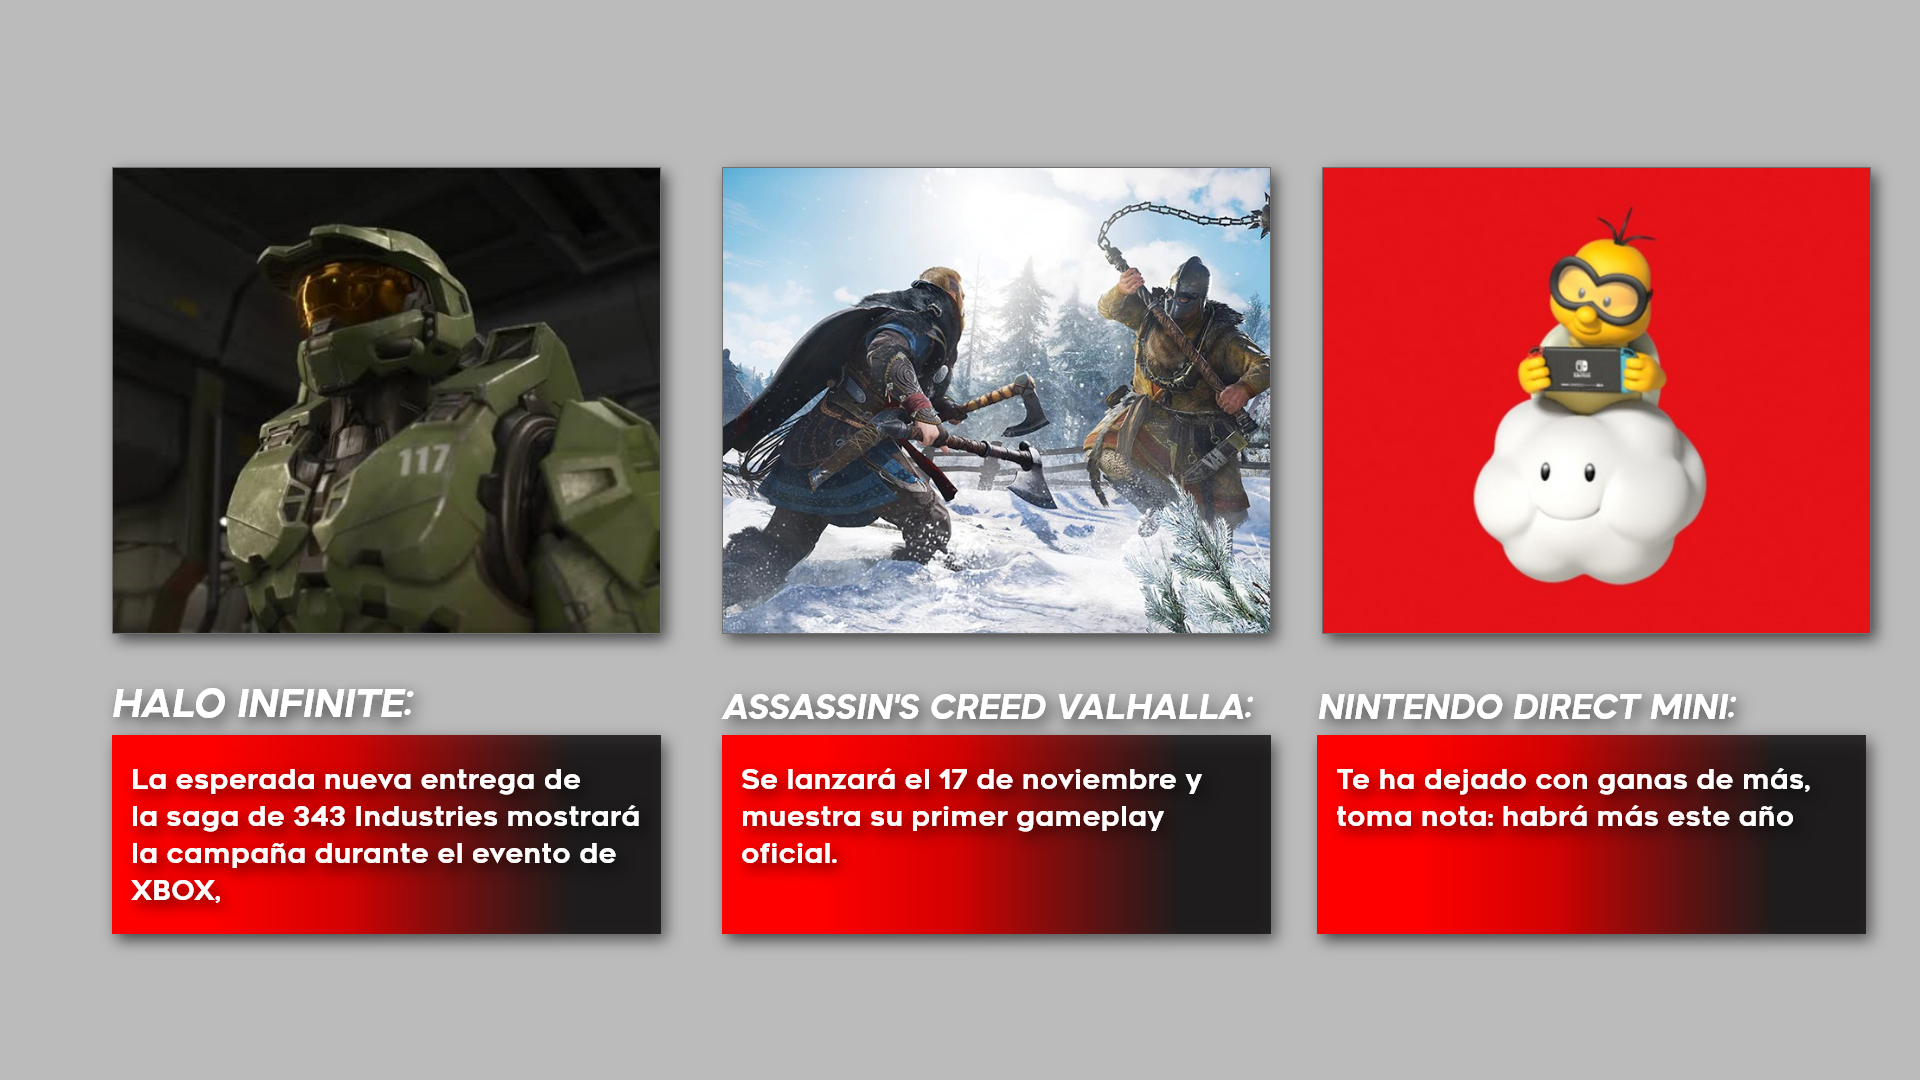 117
HALO INFINITE:
La esperada nueva entrega de
la saga de 343 Industries mostrará
la campaña durante el evento de
XBOX,
ASSASSIN'S CREED VALHALLA:
Se lanzará el 17 de noviembre y
muestra su primer gameplay
oficial.
NINTENDO DIRECT MINI:
Te ha dejado con ganas de más,
toma nota: habrá más este año